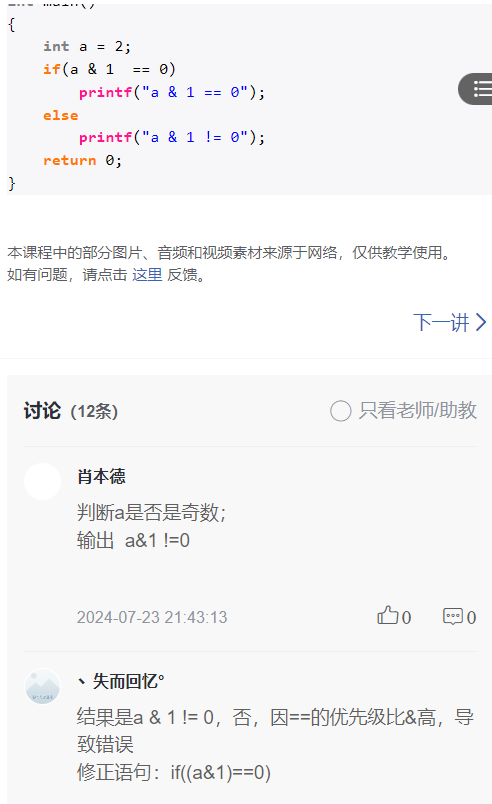 int main()
{
    int a = 2;
    if(a & 1  == 0)
        printf("a & 1 == 0");
    else
        printf("a & 1 != 0");
    return 0;
}
本课程中的部分图片、音频和视频素材来源于网络，仅供教学使用。
如有问题，请点击 这里 反馈。
下一讲
讨论（12条）
只看老师/助教
肖本德
判断a是否是奇数；
输出  a&1 !=0
2024-07-23 21:43:13
0
0
丶失而回忆°
结果是a & 1 != 0，否，因==的优先级比&高，导
致错误
修正语句：if((a&1)==0)